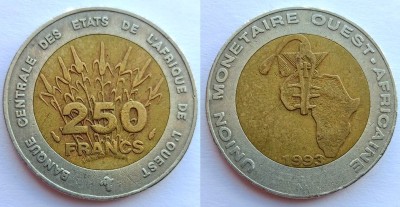 BANQUE CENTRALE DES ETATS DE L'AFRIQUE DE L'OUEST
250
FRANCS
UNION MONETAIRE OUEST-AFRICAINE
1993